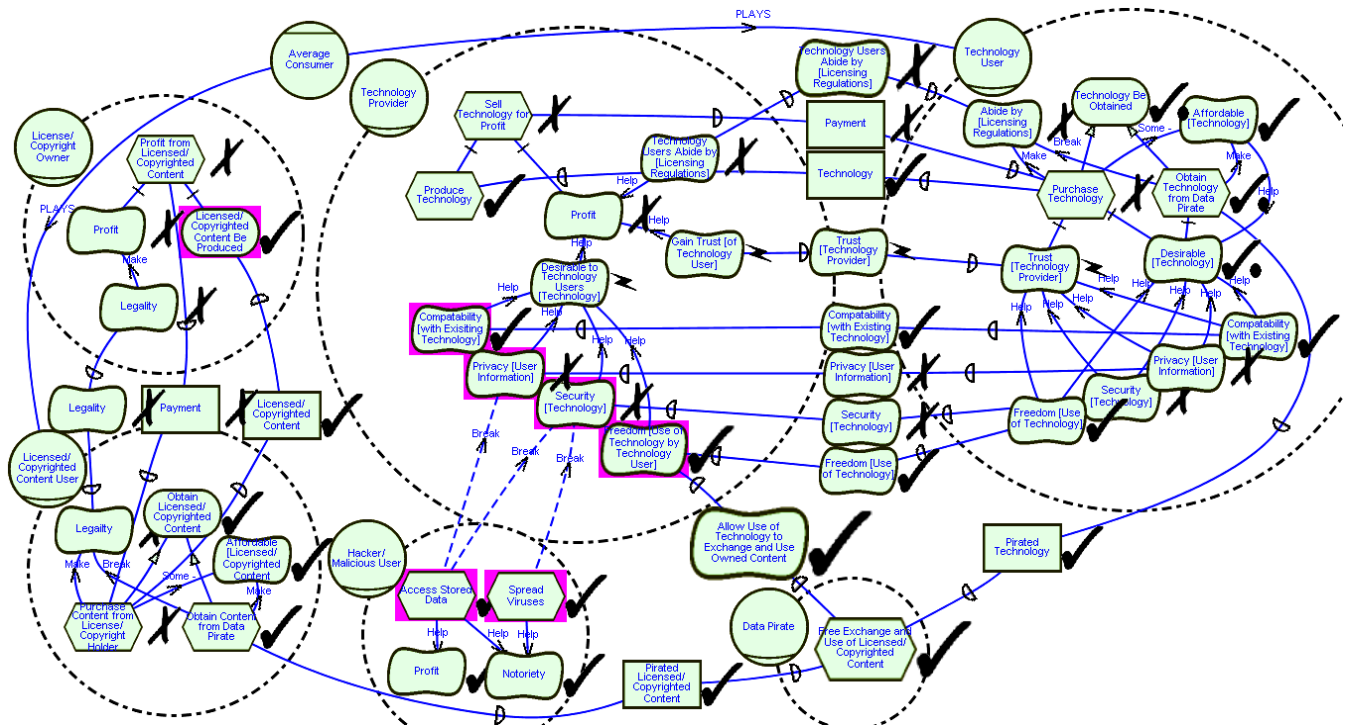 PLAYS
Average
Consumer
Technology
Provider
Technology Users
Abide by
[Licensing
Regulations]
Technology
User
License/
Copyright
Owner
Profit from
Licensed/
Copyrighted
Content
Sell
Technology for
Profit
Technology
Users Abide by
[Licensing
Regulations]
Payment
Technology
Abide by
[Licensing
Regulations]
Technology Be
Obtained
Affordable
[Technology]
Break
Some -
Make
Make
Help
Produce
Technology
Help
Purchase
Technology
Obtain
Technology
from Data
Pirate
PLAYS
Profit
Licensed/
Copyrighted
Content Be
Produced
Profit
Help
Gain Trust [of
Technology
User]
Trust
[Technology
Provider]
Trust
[Technology
Provider]
Desirable
[Technology]
Make
Legality
Help
Desirable to
Technology
Users
[Technology]
Help
Help
Help
Help
Help
Help
Help
Help
Compatability
[with Exisiting
Technology]
Help
Help
Help
Compatability
[with Existing
Technology]
Compatability
[with Existing
Technology]
Privacy [User
Information]
Privacy [User
Information]
Privacy [User
Information]
Security
[Technology]
Security
[Technology]
Security
[Technology]
Freedom [Use of
Technology by
Technology
User]
Freedom [Use
of Technology]
Freedom [Use
of Technology]
Legality
Payment
Licensed/
Copyrighted
Content
Break
Break
Break
Licensed/
Copyrighted
Content User
Legailty
Obtain
Licensed/
Copyrighted
Content
Affordable
[Licensed/
Copyrighted
Content
Make
Break
Some -
Make
Purchase
Content from
License/
Copyright
Holder
Obtain Content
from Data
Pirate
Hacker/
Malicious User
Access Stored
Data
Spread
Viruses
Help
Help
Help
Profit
Notoriety
Allow Use of
Technology to
Exchange and Use
Owned Content
Pirated
Technology
Data Pirate
Free Exchange and
Use of Licensed/
Copyrighted
Content
Pirated
Licensed/
Copyrighted
Content